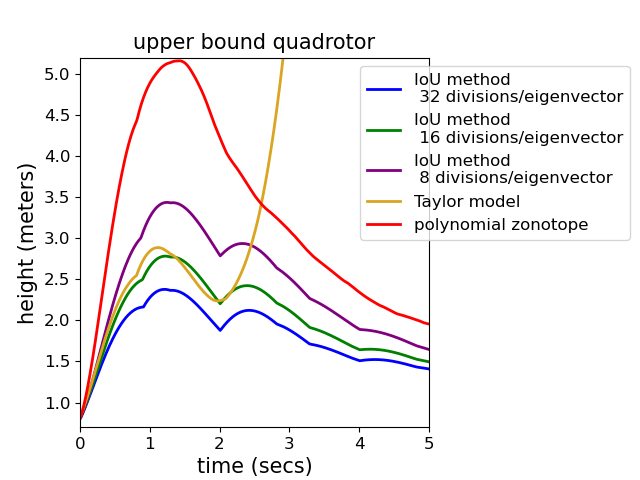 upper bound quadrotor
height (meters)
5.0
4.5
4.0
3.5
3.0
2.5
2.0
1.5
1.0
0 1 2 3 4 5
time (secs)
IoU method
32 divisions/eigenvector
IoU method
16 divisions/eigenvector
IoU method
8 divisions/eigenvector
Taylor model
polynomial zonotope